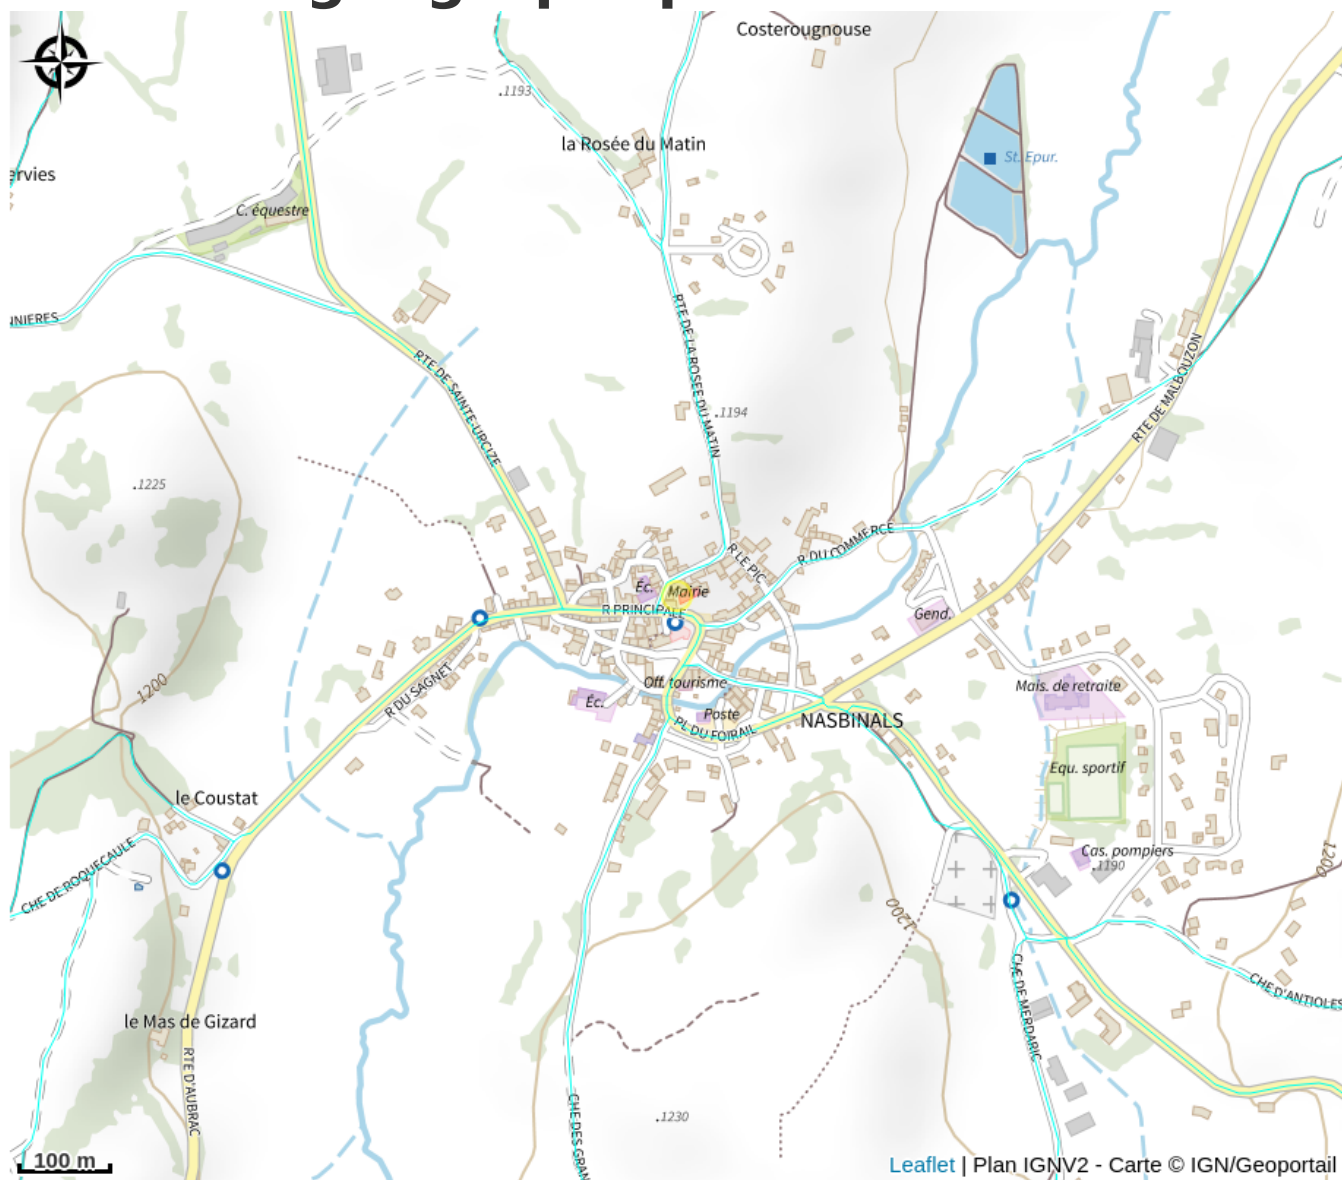 Costerougnouse
.1193
la Rosée du Matin
St. Epur.
ervies
C. équestre
NIERES
RTE DE LA ROSEE DU MATIN
RTE DE SAINTE-URCIZE
RTE DE MALBOUZON
.1194
.1225
R DU COMMERCE
R LE PIC
Éc.
Mairie
R PRINCIPALE
Gend.
1200
R DU SAGNET
Off. tourisme
Mais. de retraite
Éc.
Poste
NASBINALS
PL DU FOIRAIL
Equ. sportif
le Coustat
CHE DE ROQUECAULE
Cas. pompiers
.1190
1200
1200
CHE DE MERDARIC
CHE D'ANTIOLES
le Mas de Gizard
RTE D'AUBRAC
CHE DES GRAN
.1230
100 m
Leaflet | Plan IGNV2 - Carte © IGN/Geoportail